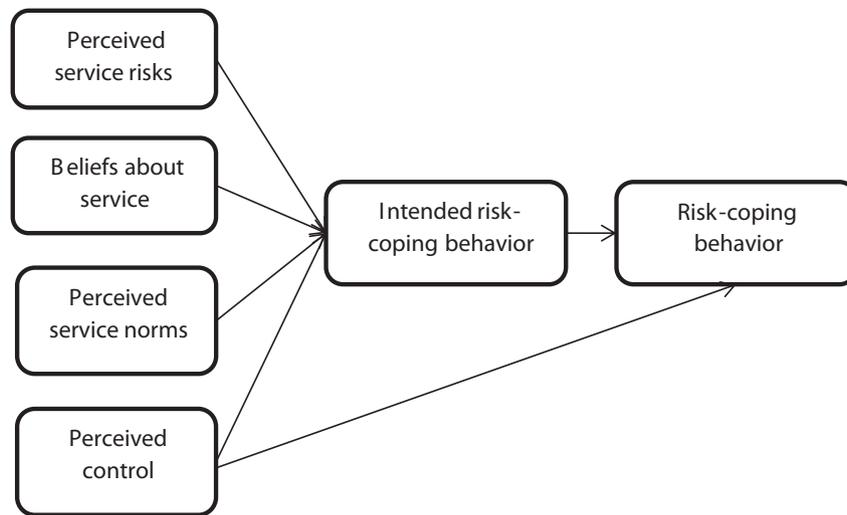 Perceived
service risks
Beliefs about
service
Perceived
service norms
Perceived
control
Intended risk-
coping behavior
Risk-coping
behavior